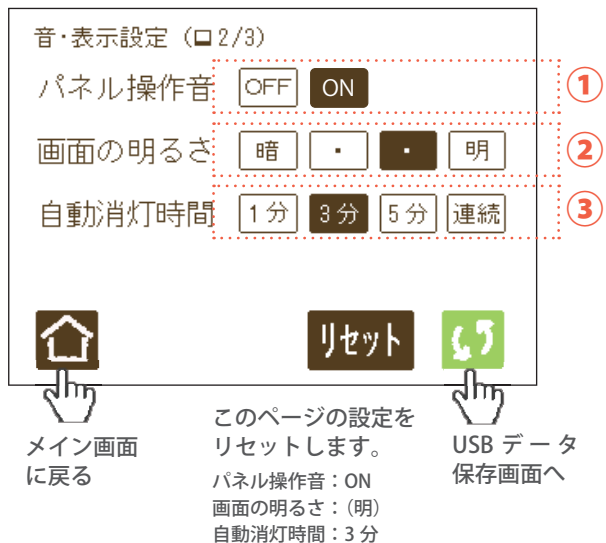 音·表示設定（口2/3）
パネル操作音 OFF ON ①
画面の明るさ 暗 ・ ・ 明 ②
自動消灯時間 1分 3分 5分 連続 ③
リセット
メイン画面
に戻る
このページの設定を
リセットします。
パネル操作音：ON
画面の明るさ：（明）
自動消灯時間：3 分
USB データ
保存画面へ